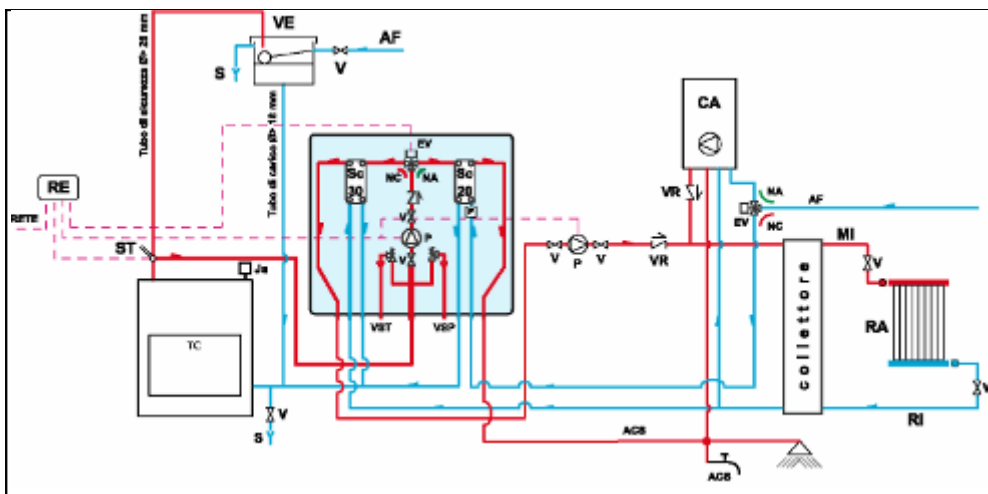 VE
AF
S
V
Tubo di sicurezza Ø> 25 mm
Tubo di carico Ø> 18 mm
CA
EV
NC
NA
Sc
30
Sc
20
F
RE
RETE
V
P
V
VR
NA
EV
NC
AF
ST
Ja
V
P
V
VR
MI
V
VST
VSP
TC
collettore
RA
V
V
S
RI
ACS
ACS